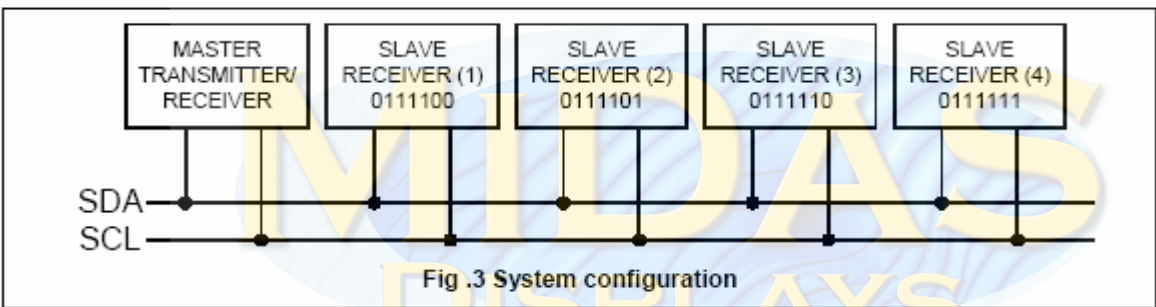 MASTER
TRANSMITTER/
RECEIVER
SLAVE
RECEIVER (1)
0111100
SLAVE
RECEIVER (2)
0111101
SLAVE
RECEIVER (3)
0111110
SLAVE
RECEIVER (4)
0111111
SDA
SCL
MIDAS
DISPLAYS
Fig .3 System configuration